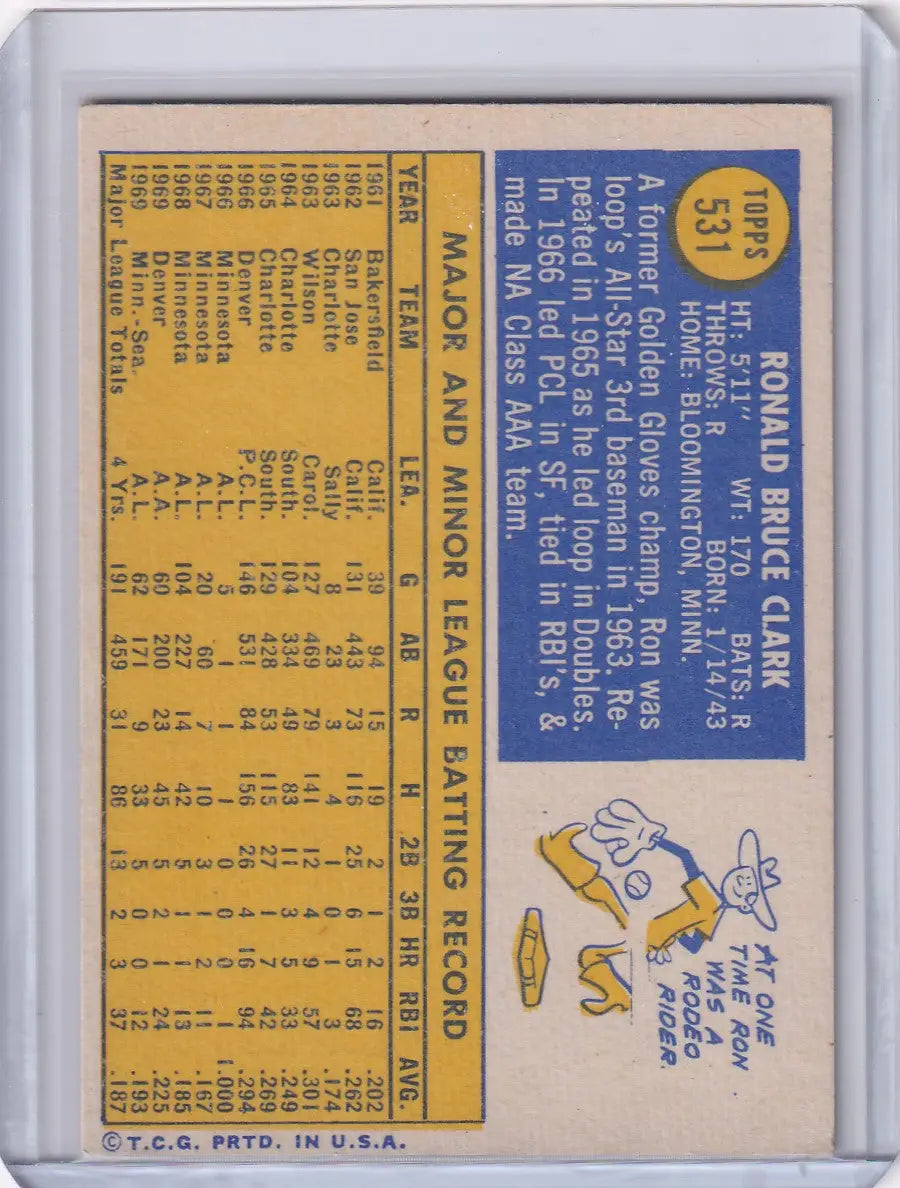 TOPPS
531
RONALD BRUCE CLARK
HT: 5'11" WT: 170 BATS: R
THROWS: R BORN: 1/14/43
HOME: BLOOMINGTON, MINN.
A former Golden Gloves champ, Ron was
loop's All-Star 3rd baseman in 1963. Re-
peated in 1965 as he led loop in Doubles.
In 1966 led PCL in SF, tied in RBI's, &
made NA Class AAA team.
AT ONE
TIME RON
WAS A
RODEO
RIDER.
MAJOR AND MINOR LEAGUE BATTING RECORD
YEAR TEAM LEA. G AB R H 2B 3B HR RBI AVG.
1961 Bakersfield Calif. 39 94 15 19 2 1 2 16 .202
1962 San Jose Calif. 131 443 73 116 25 6 15 68 .262
1963 Charlotte Sally 8 23 3 4 1 0 1 3 .174
1963 Wilson Carol. 127 469 79 141 12 4 9 57 .301
1964 Charlotte South. 104 334 49 83 11 3 5 33 .249
1965 Charlotte South. 129 428 53 115 27 1 7 42 .269
1966 Denver P.C.L. 146 531 84 156 26 4 16 94 .294
1966 Minnesota A.L. 5 1 1 1 0 0 0 1 1.000
1967 Minnesota A.L. 20 60 7 10 3 1 2 11 .167
1968 Minnesota A.L. 104 227 14 42 5 1 1 13 .185
1969 Denver A.A. 60 200 23 45 5 2 1 24 .225
1969 Minn.-Sea. A.L. 62 171 9 33 5 0 0 12 .193
Major League Totals 4 Yrs. 191 459 31 86 13 2 3 37 .187
© T.C.G. PRTD. IN U.S.A.